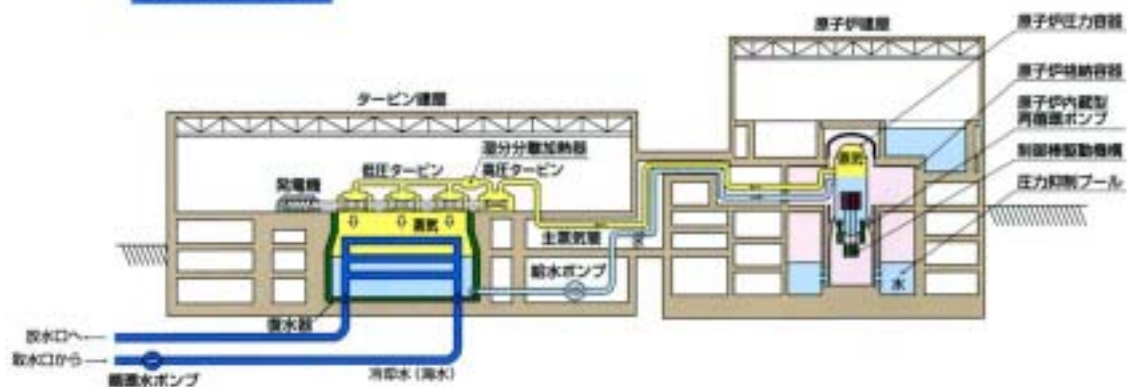 原子炉建屋
原子炉圧力容器
原子炉格納容器
原子炉内蔵型
再循環ポンプ
制御棒駆動機構
圧力抑制プール
タービン建屋
湿分分離加熱器
低圧タービン
高圧タービン
発電機
蒸気
蒸気
主蒸気管
給水ポンプ
水
復水器
放水口へ
取水口から
循環水ポンプ
冷却水(海水)